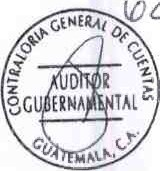 CONTRALORIA GENERAL DE CUENTAS
AUDITOR
GUBERNAMENTAL
GUATEMALA, C.A.